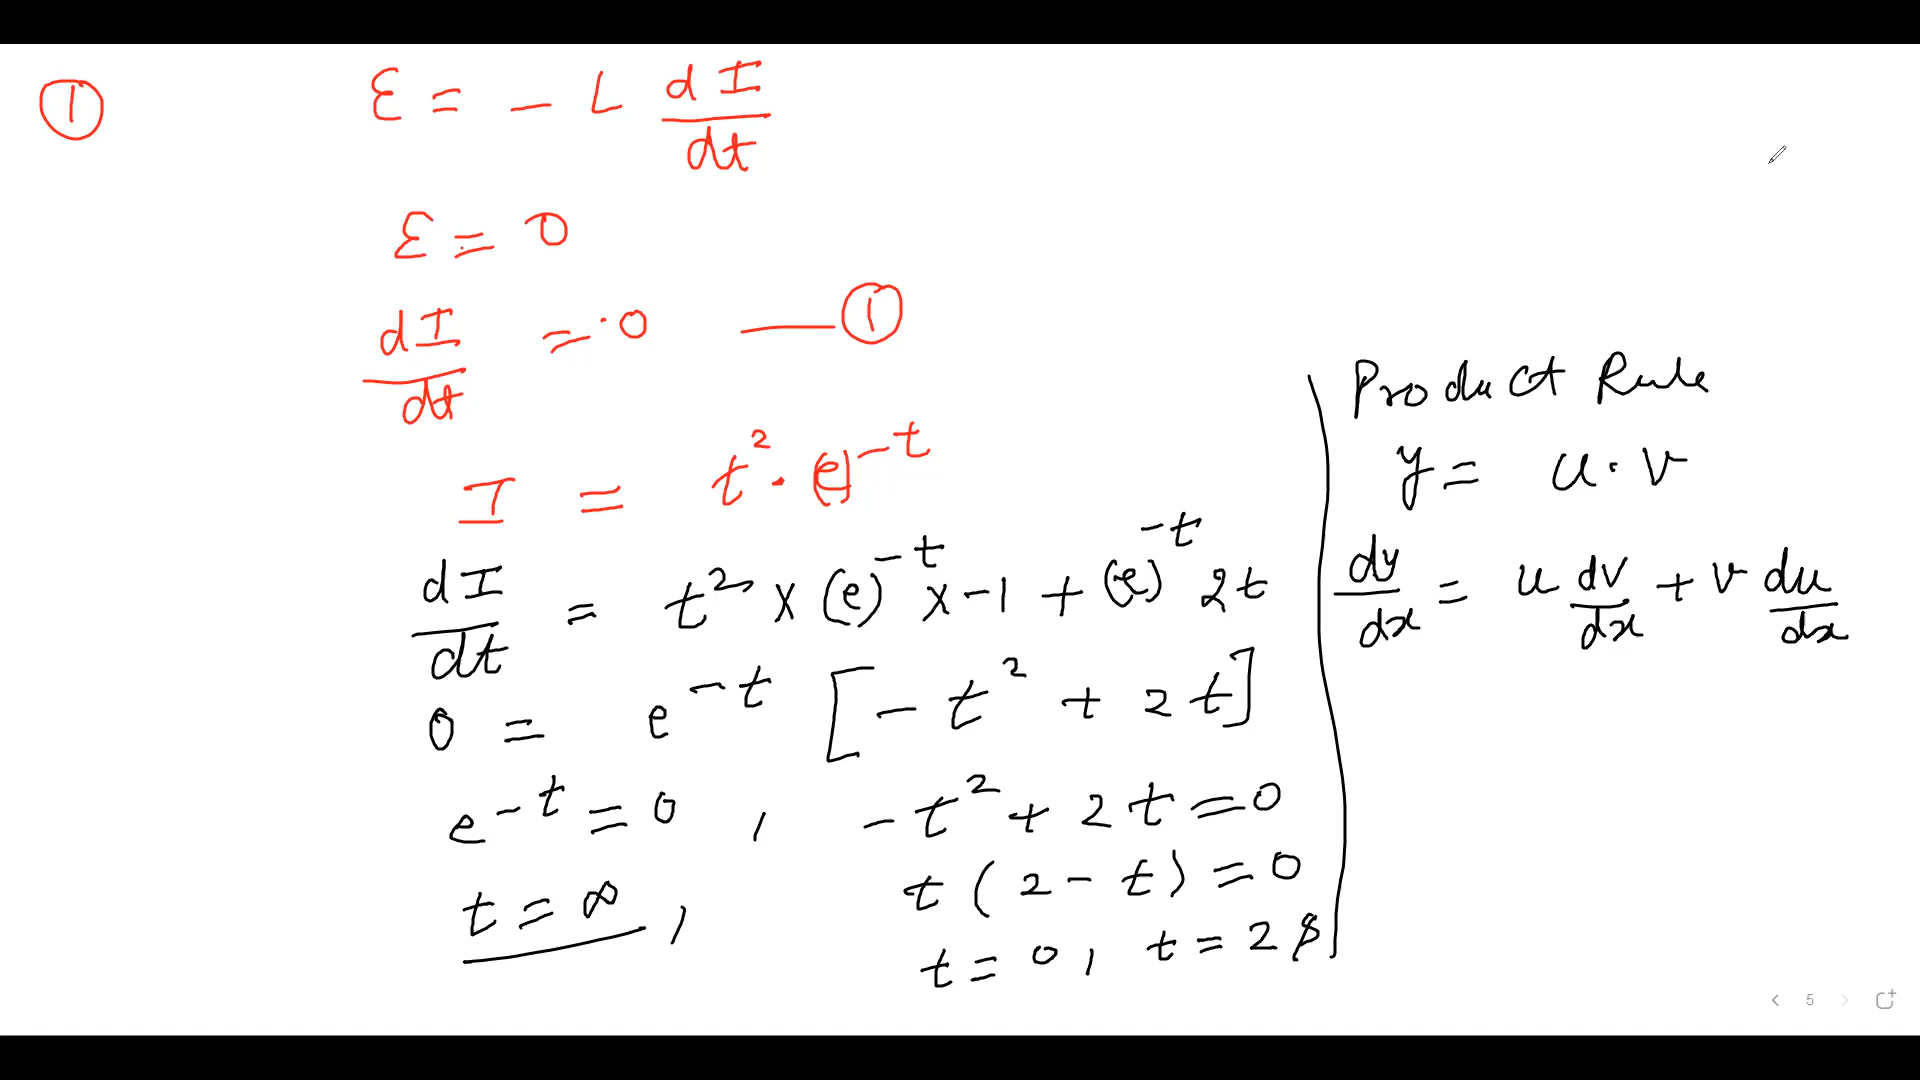 ① ε = - L dI/dt
ε = 0
dI/dt = 0 —— ①
I = t² · (e)^-t
dI/dt = t² × (e)^-t × -1 + (e)^-t 2t
0 = e^-t [ - t² + 2t ]
e^-t = 0 , - t² + 2t = 0
t = ∞ , t ( 2 - t ) = 0
t = 0 , t = 2 s
Product Rule
y = u · v
dy/dx = u dv/dx + v du/dx
5